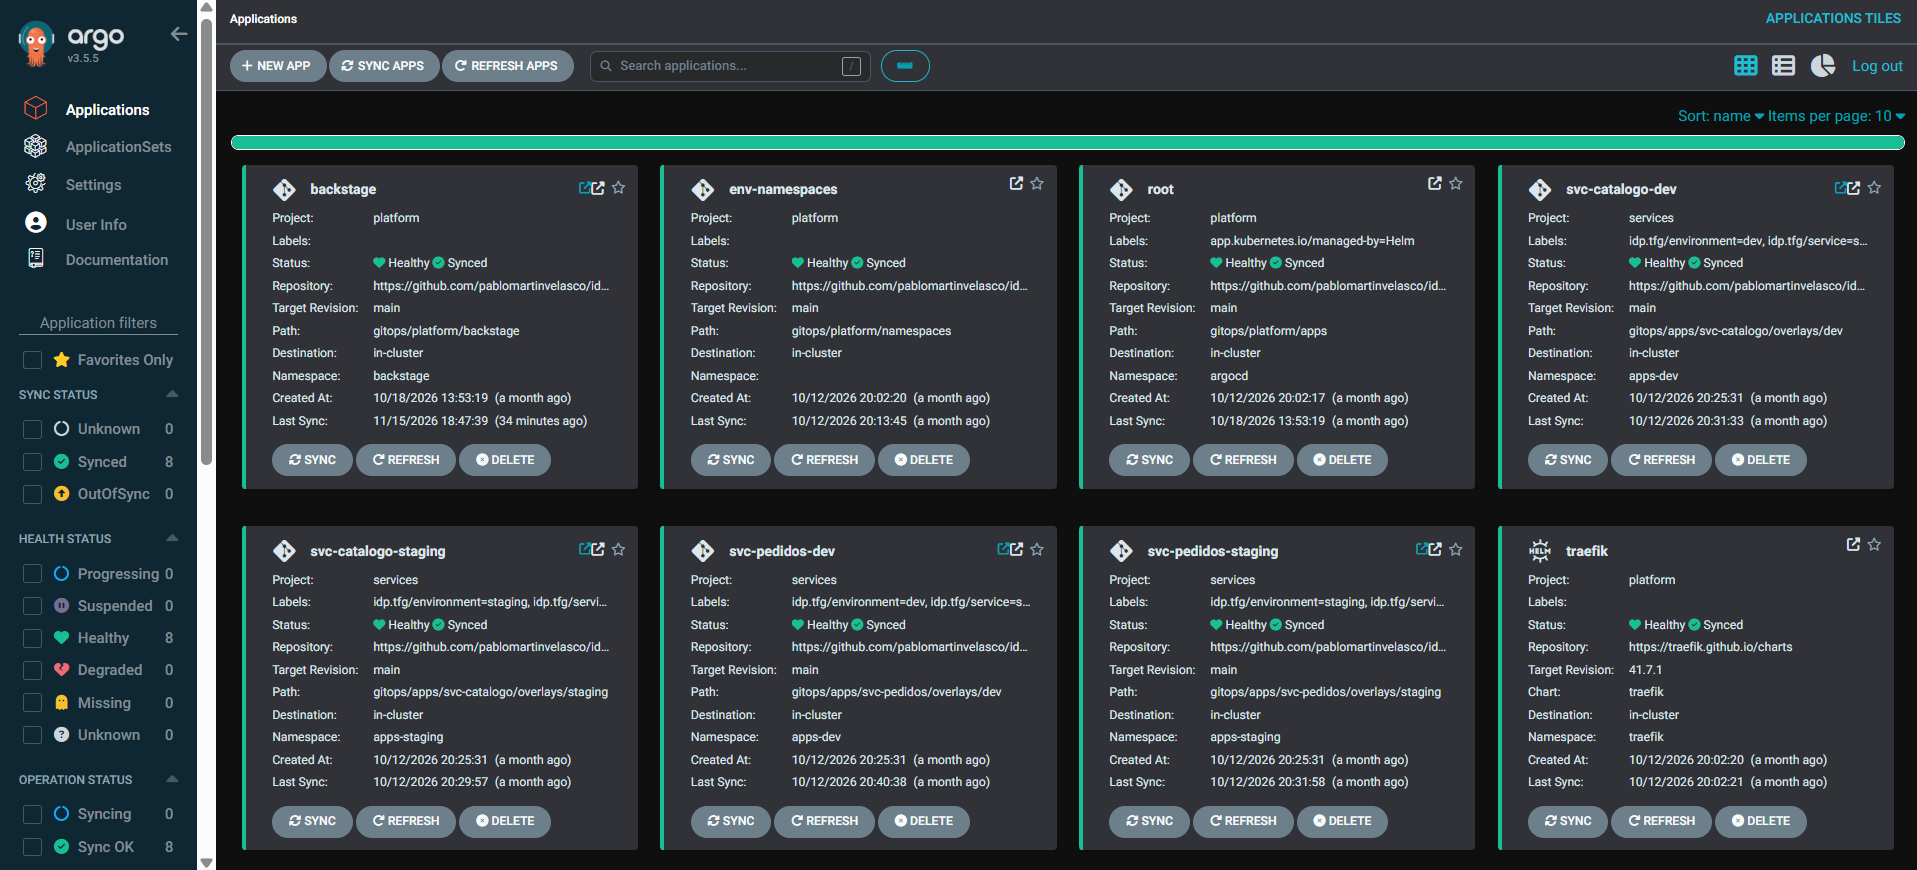 argo
v3.5.5
Applications
ApplicationSets
Settings
User Info
Documentation
Application filters
Favorites Only
SYNC STATUS
Unknown 0
Synced 8
OutOfSync 0
HEALTH STATUS
Progressing 0
Suspended 0
Healthy 8
Degraded 0
Missing 0
Unknown 0
OPERATION STATUS
Syncing 0
Sync OK 8
Applications
APPLICATIONS TILES
NEW APP SYNC APPS REFRESH APPS Search applications... / Log out
Sort: name Items per page: 10
backstage
Project: platform
Labels:
Status: Healthy Synced
Repository: https://github.com/pablomartinvelasco/id...
Target Revision: main
Path: gitops/platform/backstage
Destination: in-cluster
Namespace: backstage
Created At: 10/18/2026 13:53:19 (a month ago)
Last Sync: 11/15/2026 18:47:39 (34 minutes ago)
SYNC REFRESH DELETE
env-namespaces
Project: platform
Labels:
Status: Healthy Synced
Repository: https://github.com/pablomartinvelasco/id...
Target Revision: main
Path: gitops/platform/namespaces
Destination: in-cluster
Namespace:
Created At: 10/12/2026 20:02:20 (a month ago)
Last Sync: 10/12/2026 20:13:45 (a month ago)
SYNC REFRESH DELETE
root
Project: platform
Labels: app.kubernetes.io/managed-by=Helm
Status: Healthy Synced
Repository: https://github.com/pablomartinvelasco/id...
Target Revision: main
Path: gitops/platform/apps
Destination: in-cluster
Namespace: argocd
Created At: 10/12/2026 20:02:17 (a month ago)
Last Sync: 10/18/2026 13:53:19 (a month ago)
SYNC REFRESH DELETE
svc-catalogo-dev
Project: services
Labels: idp.tfg/environment=dev, idp.tfg/service=s...
Status: Healthy Synced
Repository: https://github.com/pablomartinvelasco/id...
Target Revision: main
Path: gitops/apps/svc-catalogo/overlays/dev
Destination: in-cluster
Namespace: apps-dev
Created At: 10/12/2026 20:25:31 (a month ago)
Last Sync: 10/12/2026 20:31:33 (a month ago)
SYNC REFRESH DELETE
svc-catalogo-staging
Project: services
Labels: idp.tfg/environment=staging, idp.tfg/servi...
Status: Healthy Synced
Repository: https://github.com/pablomartinvelasco/id...
Target Revision: main
Path: gitops/apps/svc-catalogo/overlays/staging
Destination: in-cluster
Namespace: apps-staging
Created At: 10/12/2026 20:25:31 (a month ago)
Last Sync: 10/12/2026 20:29:57 (a month ago)
SYNC REFRESH DELETE
svc-pedidos-dev
Project: services
Labels: idp.tfg/environment=dev, idp.tfg/service=s...
Status: Healthy Synced
Repository: https://github.com/pablomartinvelasco/id...
Target Revision: main
Path: gitops/apps/svc-pedidos/overlays/dev
Destination: in-cluster
Namespace: apps-dev
Created At: 10/12/2026 20:25:31 (a month ago)
Last Sync: 10/12/2026 20:40:38 (a month ago)
SYNC REFRESH DELETE
svc-pedidos-staging
Project: services
Labels: idp.tfg/environment=staging, idp.tfg/servi...
Status: Healthy Synced
Repository: https://github.com/pablomartinvelasco/id...
Target Revision: main
Path: gitops/apps/svc-pedidos/overlays/staging
Destination: in-cluster
Namespace: apps-staging
Created At: 10/12/2026 20:25:31 (a month ago)
Last Sync: 10/12/2026 20:31:58 (a month ago)
SYNC REFRESH DELETE
HELM traefik
Project: platform
Labels:
Status: Healthy Synced
Repository: https://traefik.github.io/charts
Target Revision: 41.7.1
Chart: traefik
Destination: in-cluster
Namespace: traefik
Created At: 10/12/2026 20:02:20 (a month ago)
Last Sync: 10/12/2026 20:02:21 (a month ago)
SYNC REFRESH DELETE